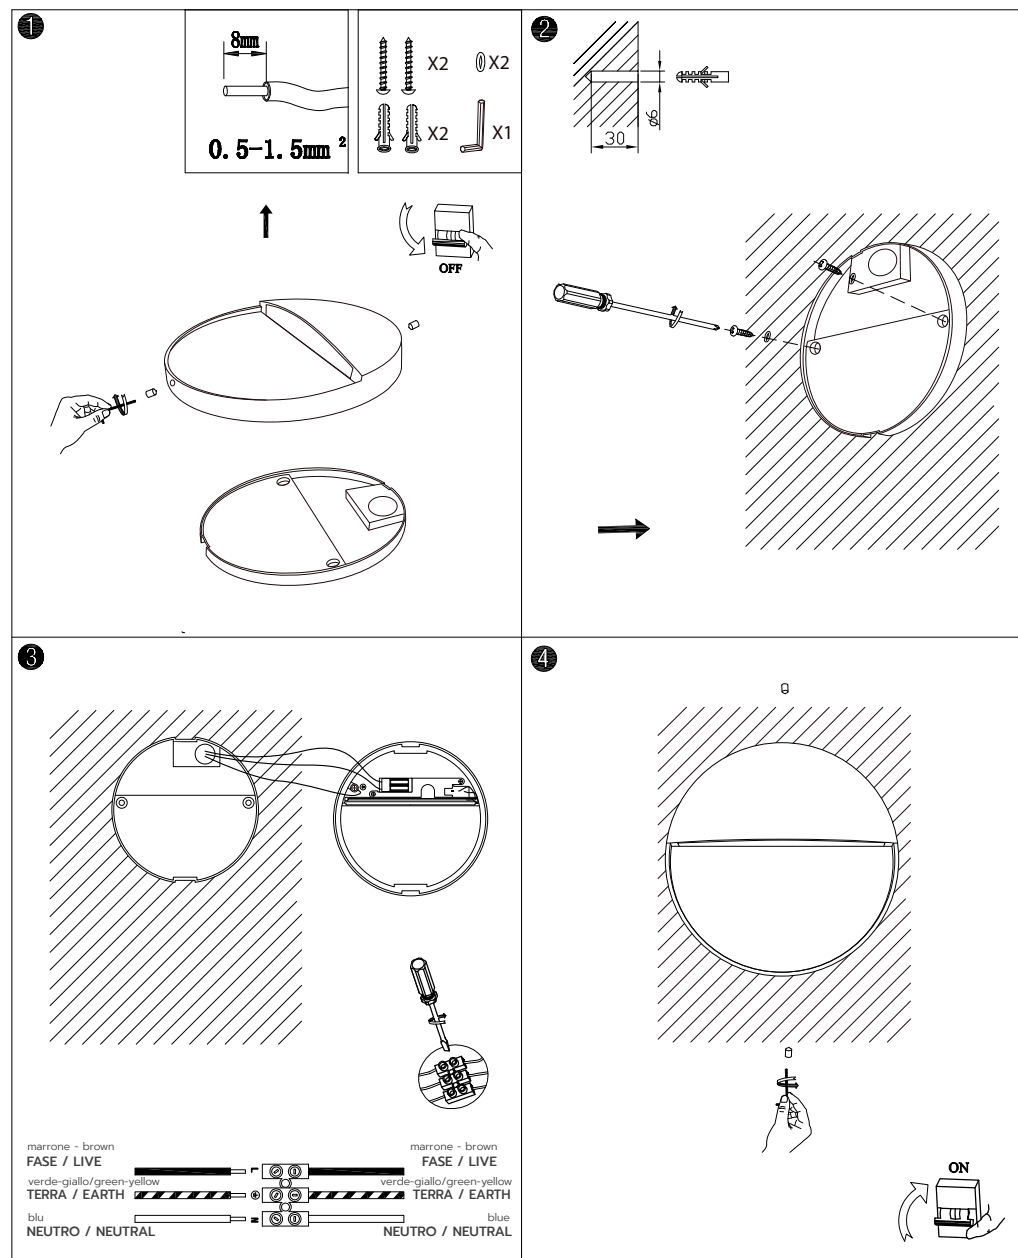 1
8mm
0.5-1.5mm²
X2
X2
X2
X1
OFF
2
30
ø6
3
marrone - brown
FASE / LIVE
verde-giallo/green-yellow
TERRA / EARTH
blu
NEUTRO / NEUTRAL
L
N
marrone - brown
FASE / LIVE
verde-giallo/green-yellow
TERRA / EARTH
blue
NEUTRO / NEUTRAL
4
ON